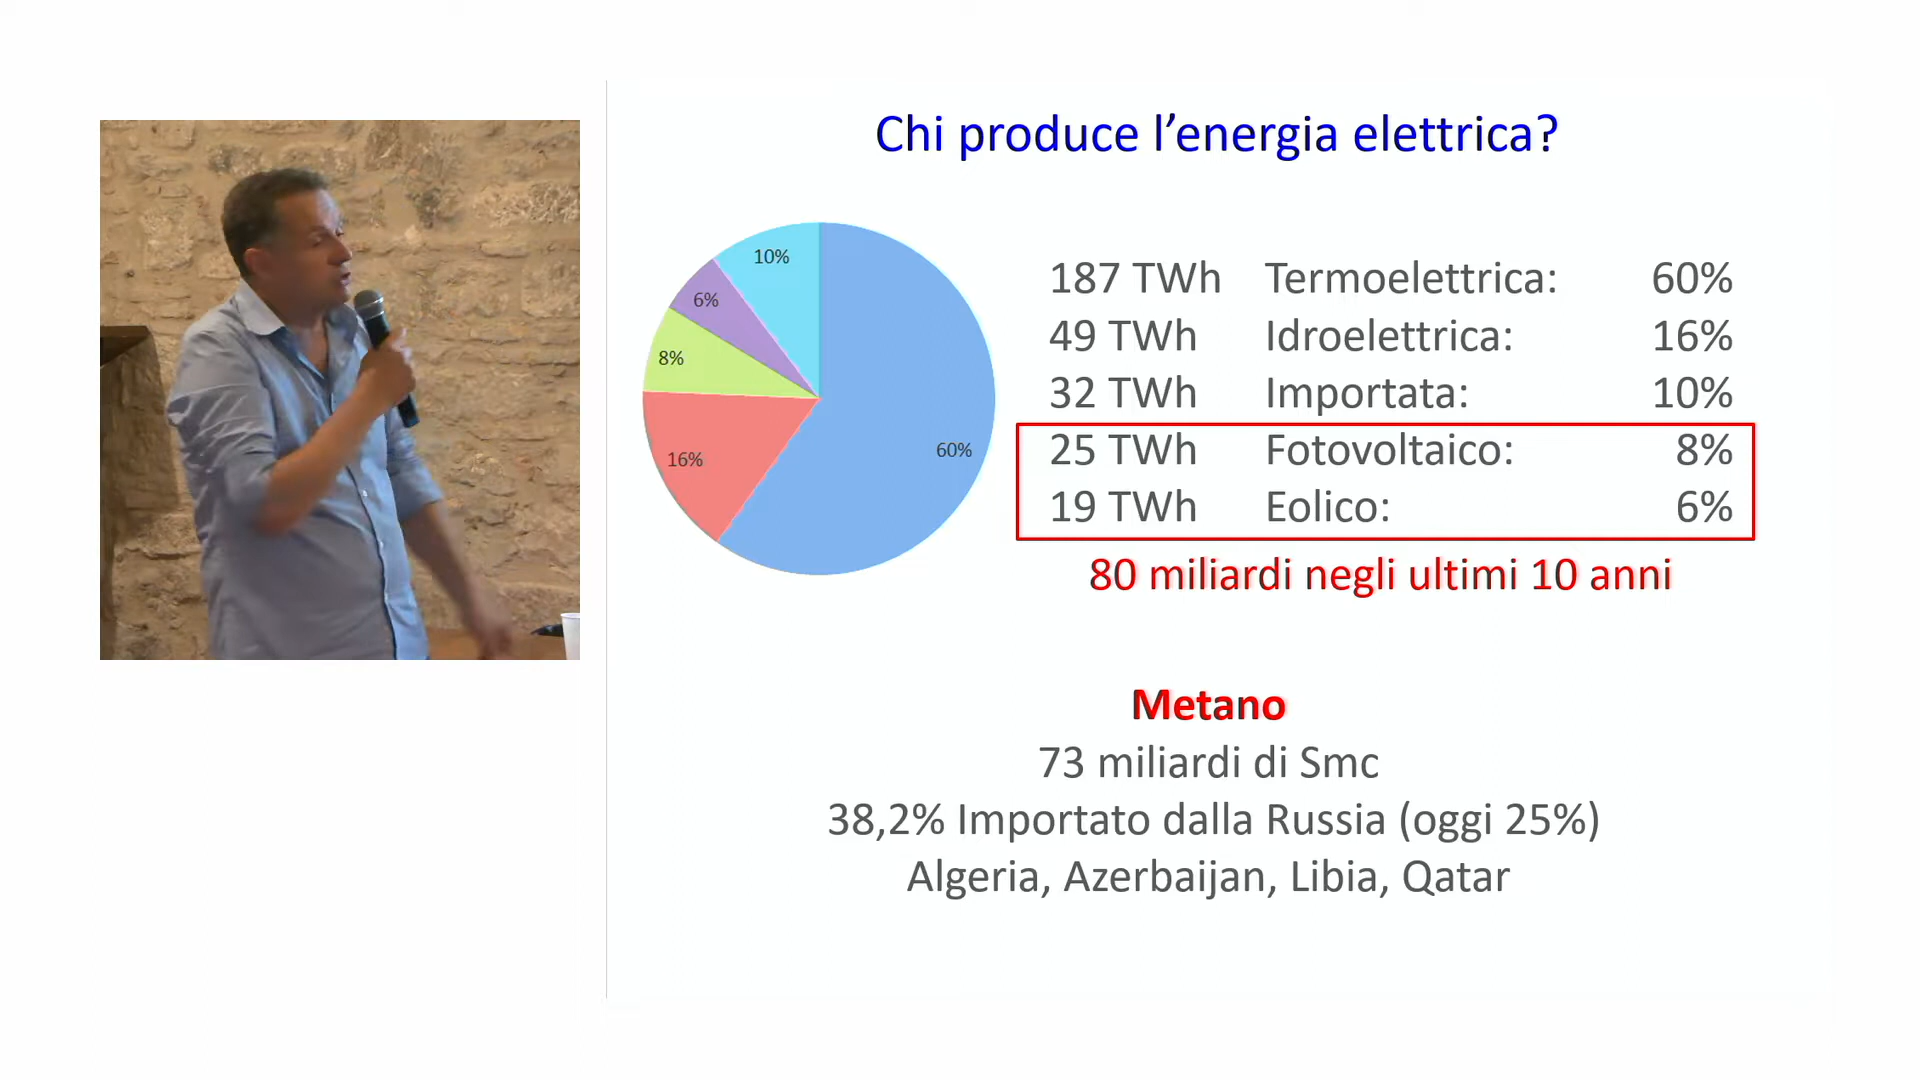 Chi produce l’energia elettrica?
10%
6%
8%
16%
60%
187 TWh Termoelettrica: 60%
49 TWh Idroelettrica: 16%
32 TWh Importata: 10%
25 TWh Fotovoltaico: 8%
19 TWh Eolico: 6%
80 miliardi negli ultimi 10 anni
Metano
73 miliardi di Smc
38,2% Importato dalla Russia (oggi 25%)
Algeria, Azerbaijan, Libia, Qatar